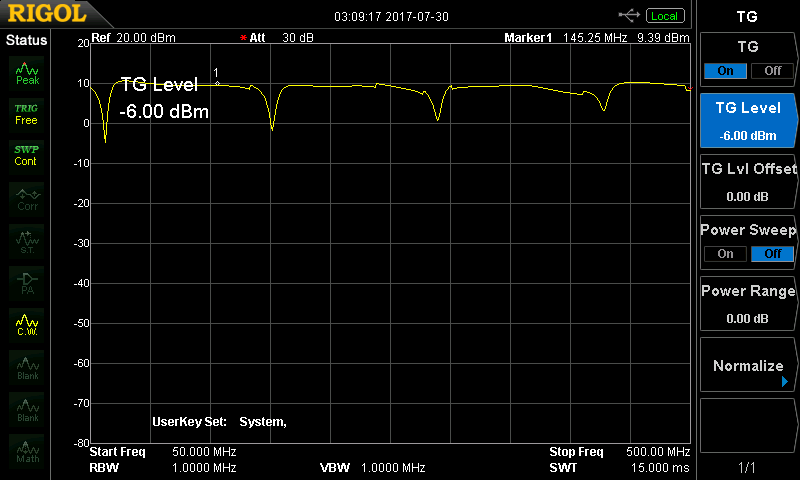 RIGOL
03:09:17 2017-07-30
Local
TG
Status
Ref 20.00 dBm
* Att 30 dB
Marker1 145.25 MHz 9.39 dBm
Peak
TRIG
Free
SWP
Cont
Corr
S.T.
PA
C.W.
Blank
Blank
Math
20
10
0
-10
-20
-30
-40
-50
-60
-70
-80
1
TG Level
-6.00 dBm
UserKey Set: System,
Start Freq 50.000 MHz
Stop Freq 500.00 MHz
RBW 1.0000 MHz
VBW 1.0000 MHz
SWT 15.000 ms
TG
On Off
TG Level
-6.00 dBm
TG Lvl Offset
0.00 dB
Power Sweep
On Off
Power Range
0.00 dB
Normalize
1/1